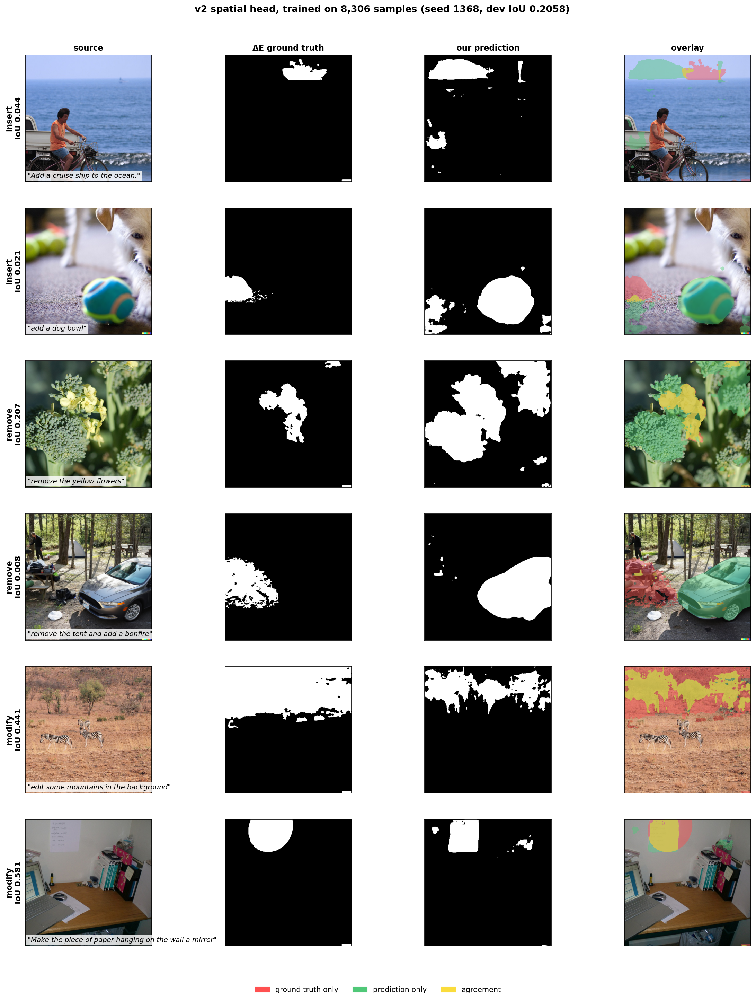 v2 spatial head, trained on 8,306 samples (seed 1368, dev IoU 0.2058)
source
ΔE ground truth
our prediction
overlay
insert
IoU 0.044
"Add a cruise ship to the ocean."
insert
IoU 0.021
"add a dog bowl"
remove
IoU 0.207
"remove the yellow flowers"
remove
IoU 0.008
"remove the tent and add a bonfire"
modify
IoU 0.441
"edit some mountains in the background"
modify
IoU 0.581
"Make the piece of paper hanging on the wall a mirror"
ground truth only
prediction only
agreement